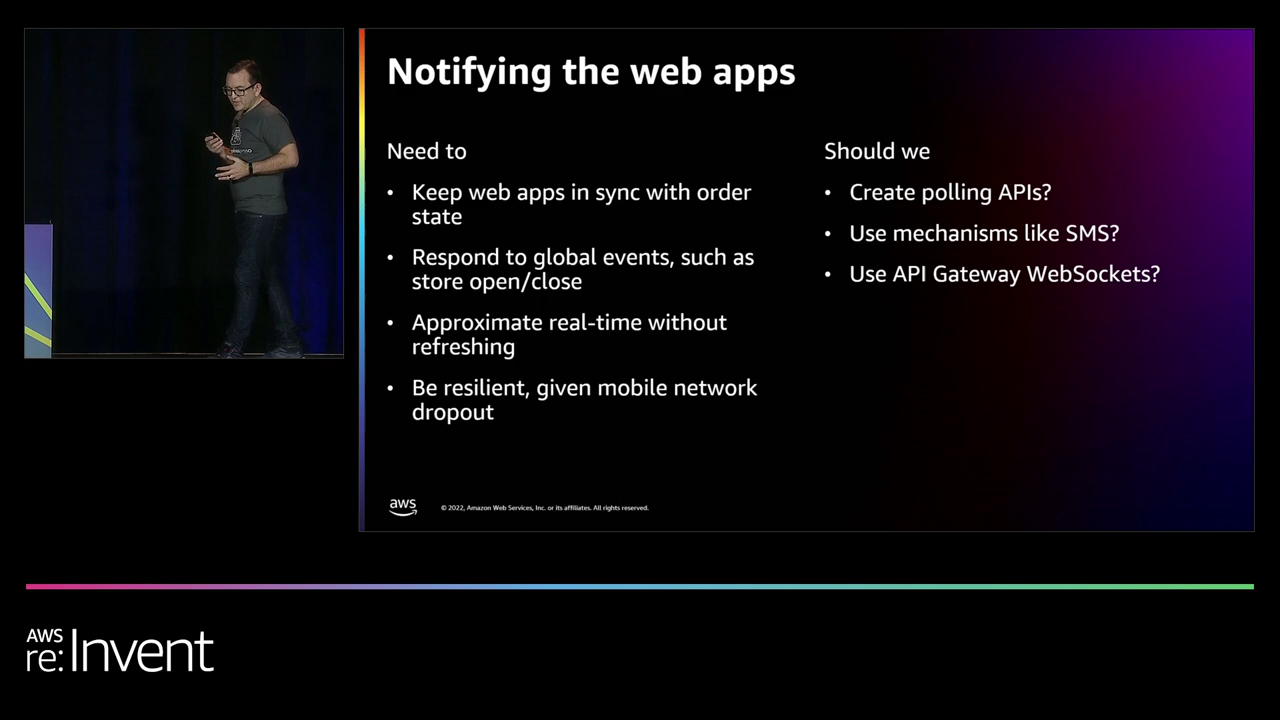 Notifying the web apps
Need to
• Keep web apps in sync with order
state
• Respond to global events, such as
store open/close
• Approximate real-time without
refreshing
• Be resilient, given mobile network
dropout
Should we
• Create polling APIs?
• Use mechanisms like SMS?
• Use API Gateway WebSockets?
aws
© 2022, Amazon Web Services, Inc. or its affiliates. All rights reserved.
AWS
re:Invent